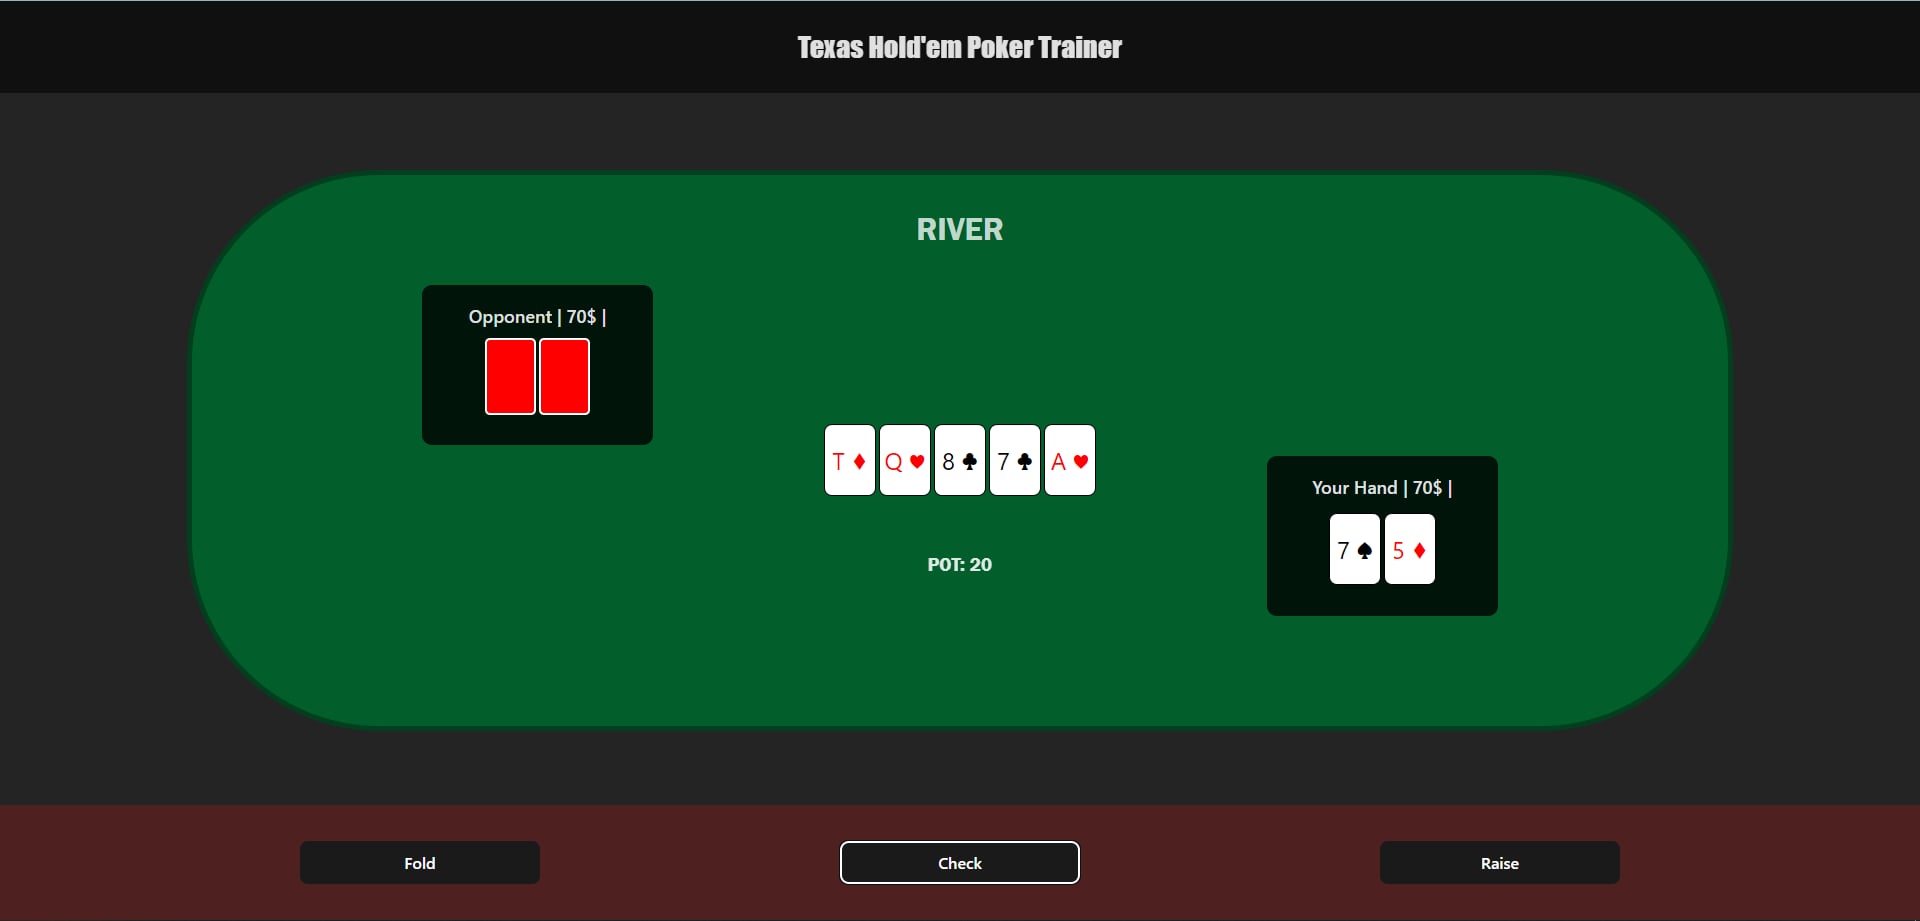 Texas Hold'em Poker Trainer
RIVER
Opponent | 70$ |
T ♦ Q ♥ 8 ♣ 7 ♣ A ♥
Your Hand | 70$ |
7 ♠ 5 ♦
POT: 20
Fold Check Raise